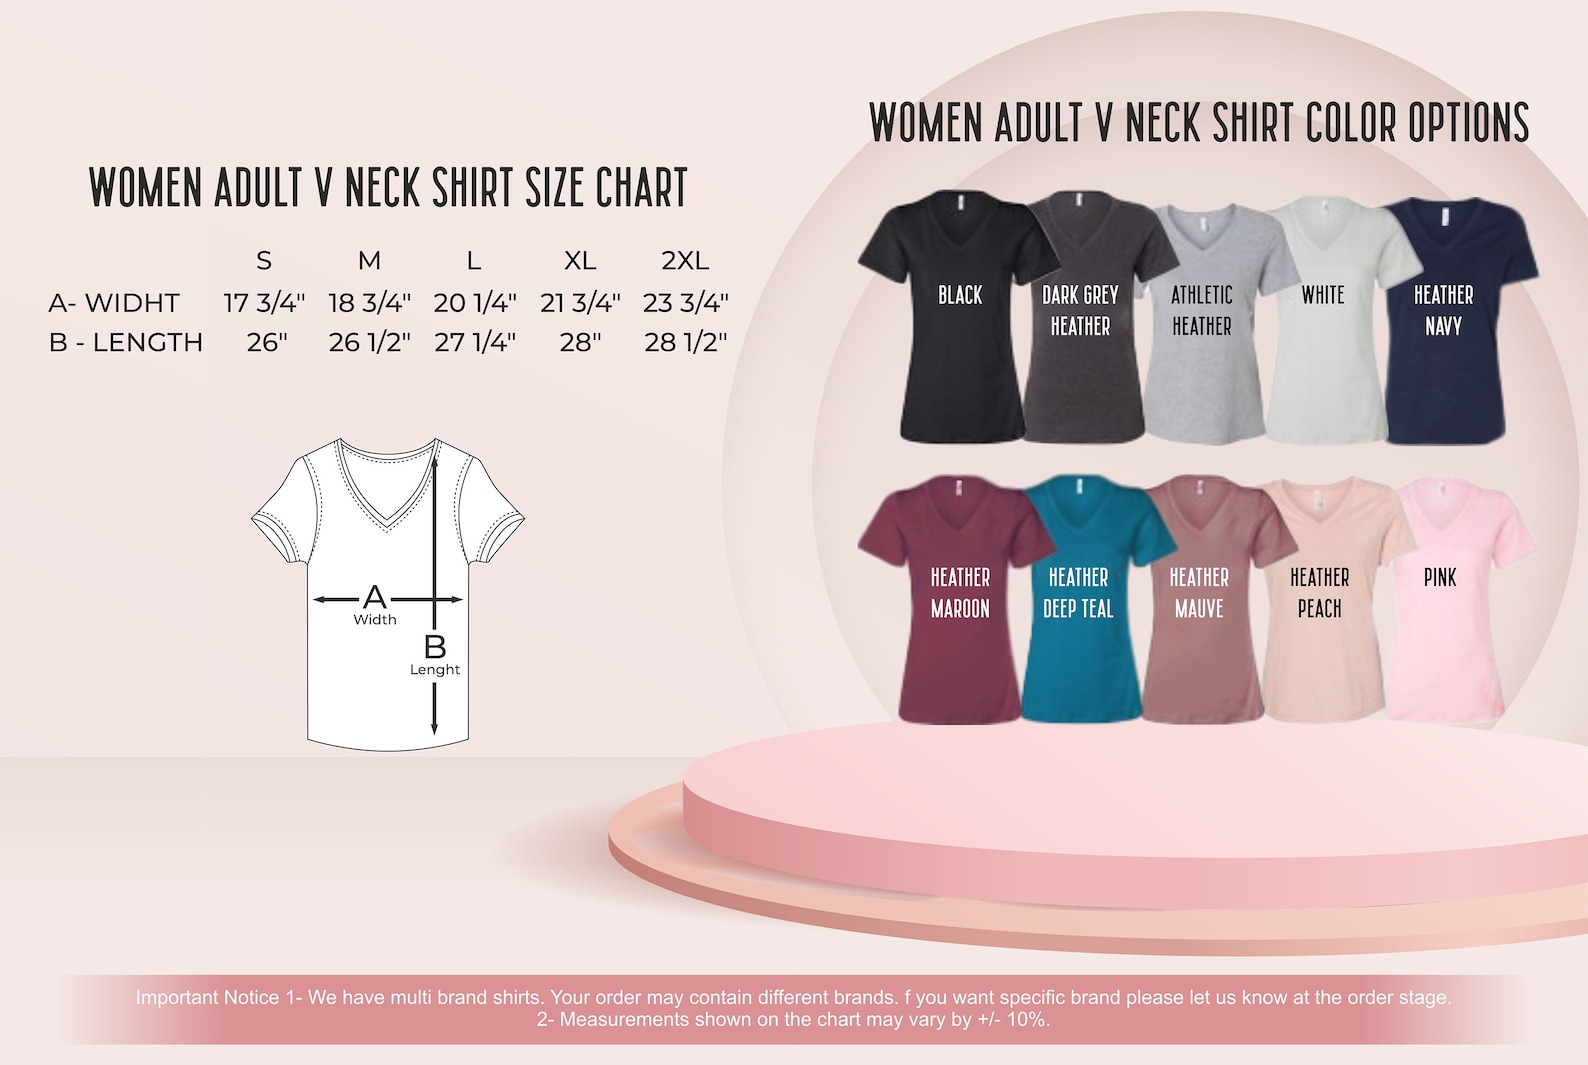 WOMEN ADULT V NECK SHIRT SIZE CHART
S M L XL 2XL
A- WIDHT 17 3/4" 18 3/4" 20 1/4" 21 3/4" 23 3/4"
B - LENGTH 26" 26 1/2" 27 1/4" 28" 28 1/2"
A
Width
B
Lenght
WOMEN ADULT V NECK SHIRT COLOR OPTIONS
BLACK
DARK GREY
HEATHER
ATHLETIC
HEATHER
WHITE
HEATHER
NAVY
HEATHER
MAROON
HEATHER
DEEP TEAL
HEATHER
MAUVE
HEATHER
PEACH
PINK
Important Notice 1- We have multi brand shirts. Your order may contain different brands. f you want specific brand please let us know at the order stage.
2- Measurements shown on the chart may vary by +/- 10%.